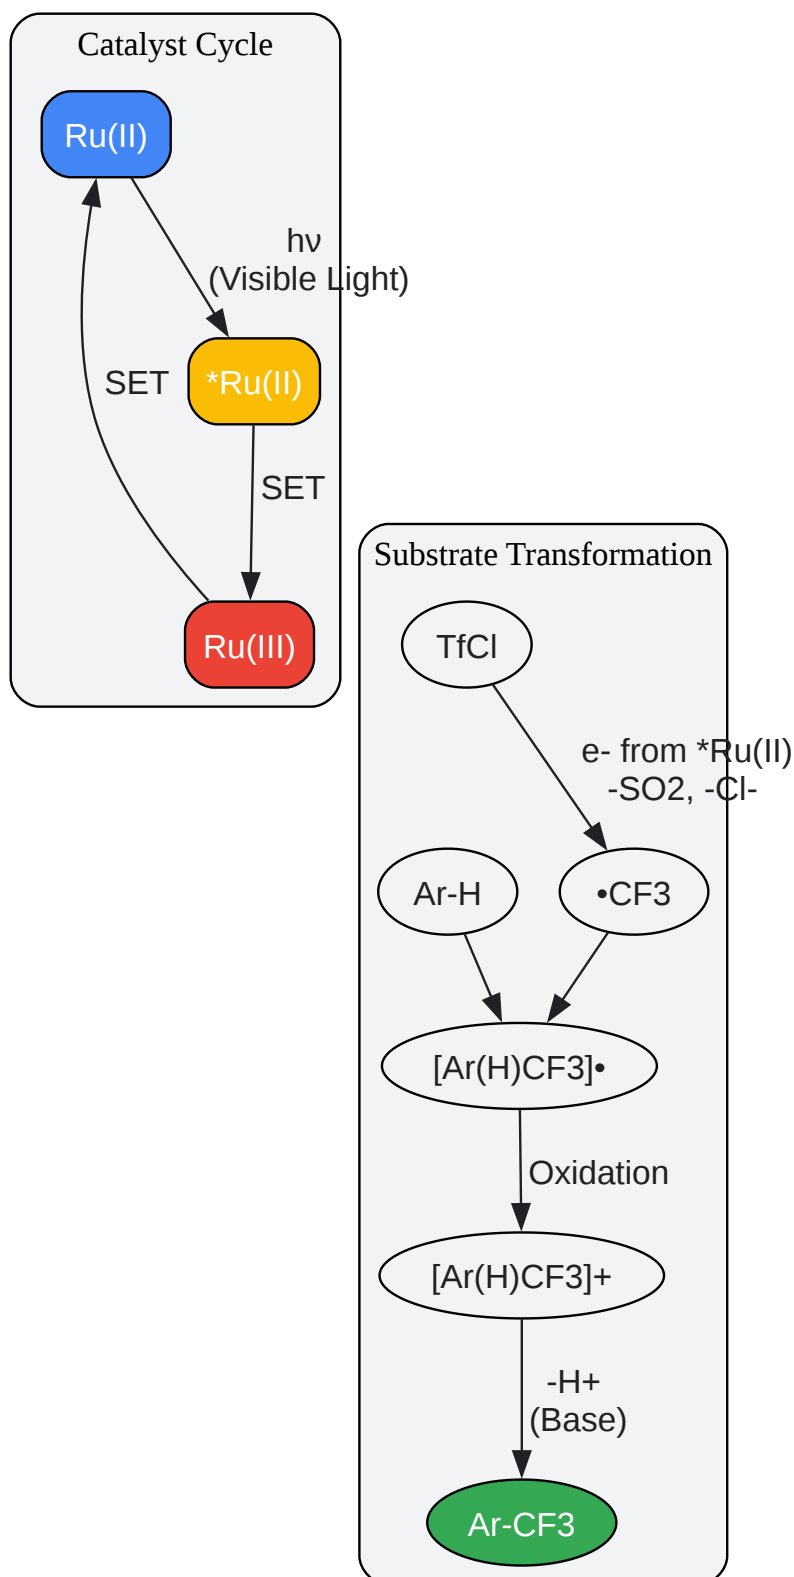 Catalyst Cycle
Ru(II)
hν
(Visible Light)
*Ru(II)
SET
SET
Ru(III)
Substrate Transformation
TfCl
e- from *Ru(II)
-SO2, -Cl-
Ar-H
•CF3
[Ar(H)CF3]•
Oxidation
[Ar(H)CF3]+
-H+
(Base)
Ar-CF3